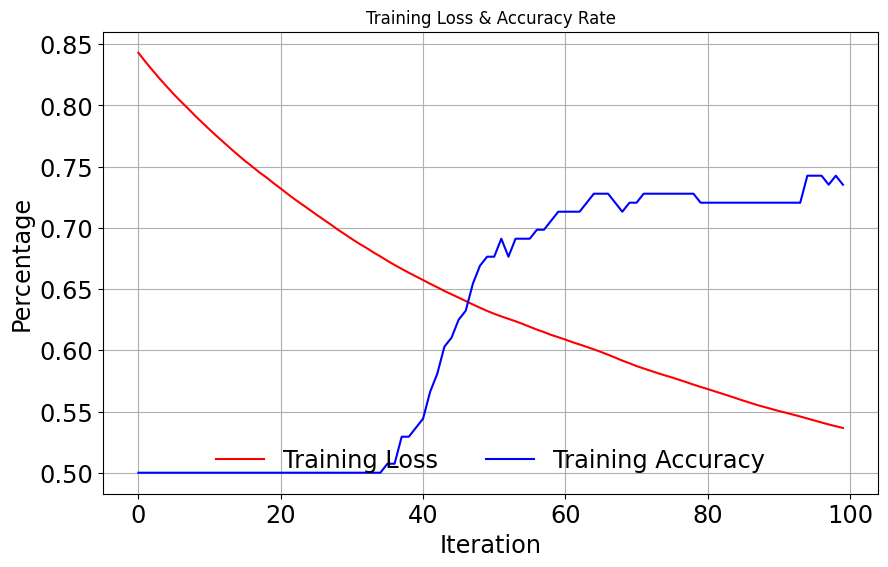 Training Loss & Accuracy Rate
Percentage
0.85
0.80
0.75
0.70
0.65
0.60
0.55
0.50
Training Loss Training Accuracy
0 20 40 60 80 100
Iteration